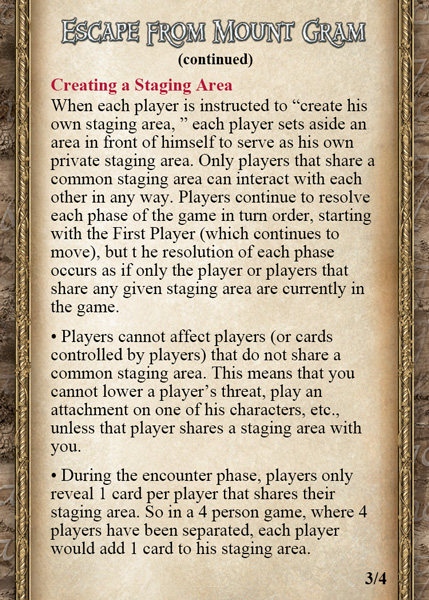 Escape from Mount Gram
(continued)
Creating a Staging Area
When each player is instructed to “create his
own staging area, ” each player sets aside an
area in front of himself to serve as his own
private staging area. Only players that share a
common staging area can interact with each
other in any way. Players continue to resolve
each phase of the game in turn order, starting
with the First Player (which continues to
move), but t he resolution of each phase
occurs as if only the player or players that
share any given staging area are currently in
the game.
• Players cannot affect players (or cards
controlled by players) that do not share a
common staging area. This means that you
cannot lower a player’s threat, play an
attachment on one of his characters, etc.,
unless that player shares a staging area with
you.
• During the encounter phase, players only
reveal 1 card per player that shares their
staging area. So in a 4 person game, where 4
players have been separated, each player
would add 1 card to his staging area.
3/4